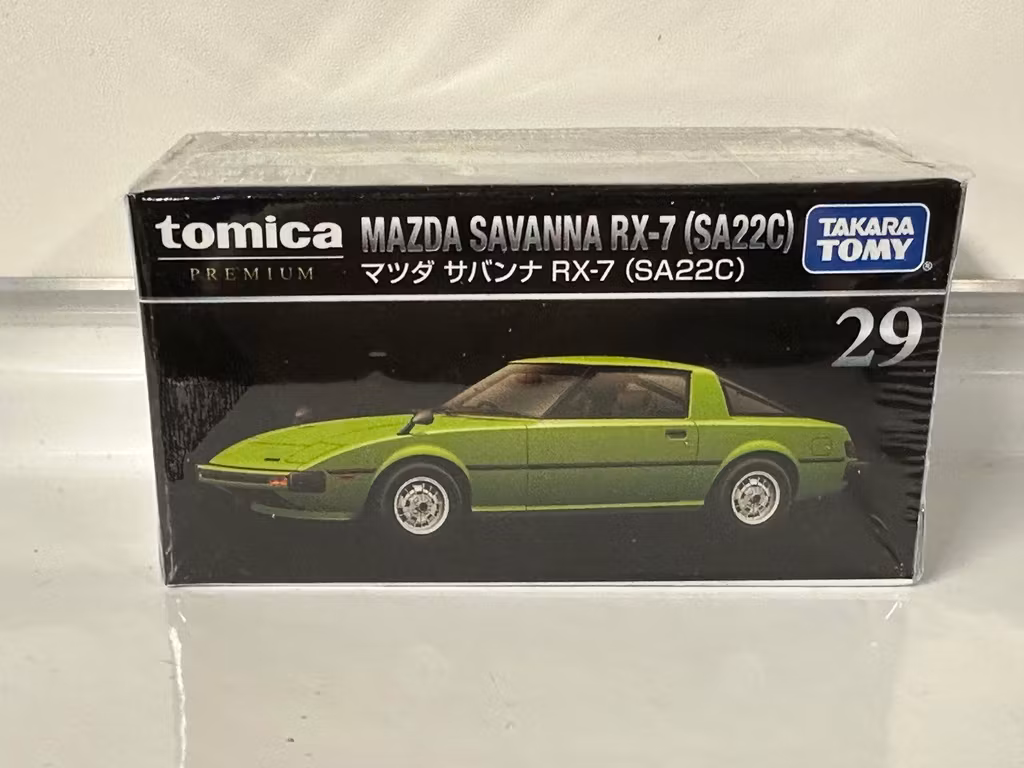 tomica
PREMIUM
MAZDA SAVANNA RX-7 (SA22C)
マツダ サバンナ RX-7 (SA22C)
TAKARA
TOMY®
29